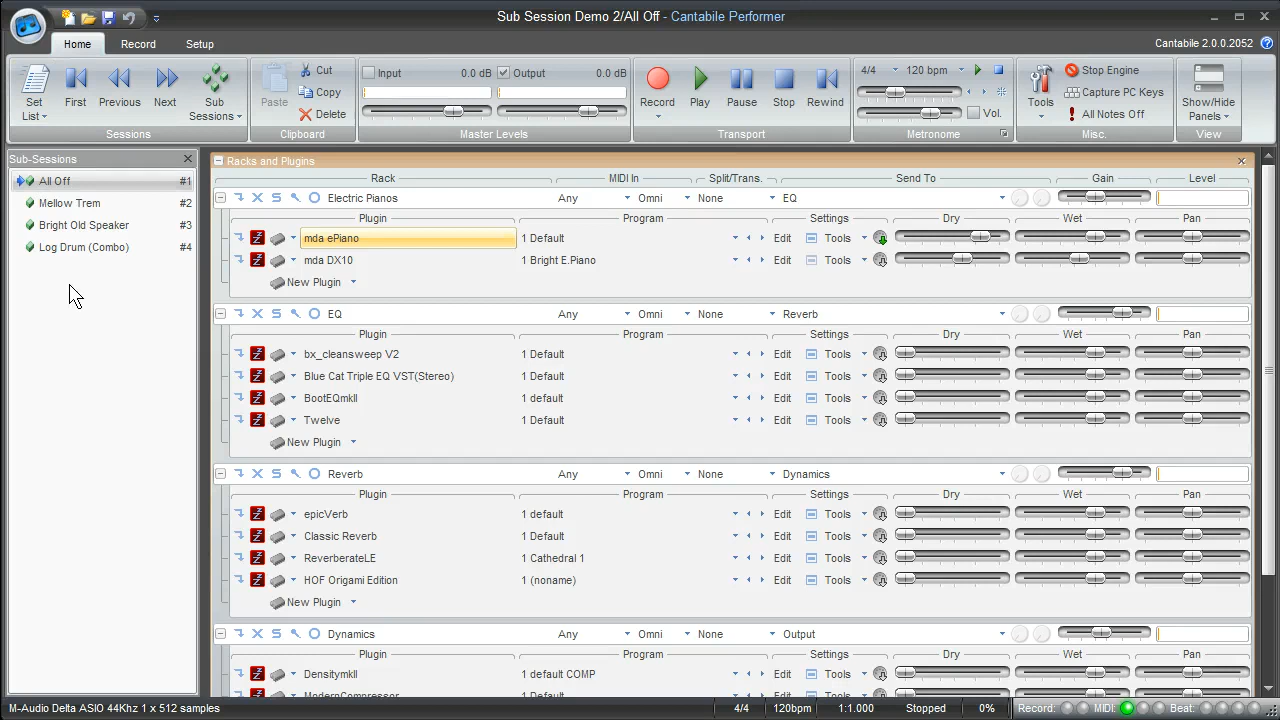 Sub Session Demo 2/All Off - Cantabile Performer
Home Record Setup
Cantabile 2.0.0.2052
Set List First Previous Next Sub Sessions
Sessions
Paste Cut Copy Delete
Clipboard
Input 0.0 dB Output 0.0 dB
Master Levels
Record Play Pause Stop Rewind
Transport
4/4 120 bpm
Vol.
Metronome
Tools Stop Engine
Capture PC Keys
All Notes Off
Misc.
Show/Hide Panels
View
Sub-Sessions
All Off #1
Mellow Trem #2
Bright Old Speaker #3
Log Drum (Combo) #4
Racks and Plugins
Rack MIDI In Split/Trans. Send To Gain Level
Electric Pianos Any Omni None EQ
Plugin Program Settings Dry Wet Pan
mda ePiano 1 Default Edit Tools
mda DX10 1 Bright E.Piano Edit Tools
New Plugin
EQ Any Omni None Reverb
Plugin Program Settings Dry Wet Pan
bx_cleansweep V2 1 Default Edit Tools
Blue Cat Triple EQ VST(Stereo) 1 Default Edit Tools
BootEQmkII 1 default Edit Tools
Twelve 1 Default Edit Tools
New Plugin
Reverb Any Omni None Dynamics
Plugin Program Settings Dry Wet Pan
epicVerb 1 default Edit Tools
Classic Reverb 1 Default Edit Tools
ReverberateLE 1 Cathedral 1 Edit Tools
HOF Origami Edition 1 (noname) Edit Tools
New Plugin
Dynamics Any Omni None Output
Plugin Program Settings Dry Wet Pan
DensitymkII 1 default COMP Edit Tools
ModernCompressor 1 Default Edit Tools
M-Audio Delta ASIO 44Khz 1 x 512 samples 4/4 120bpm 1:1.000 Stopped 0% Record: MIDI: Beat: